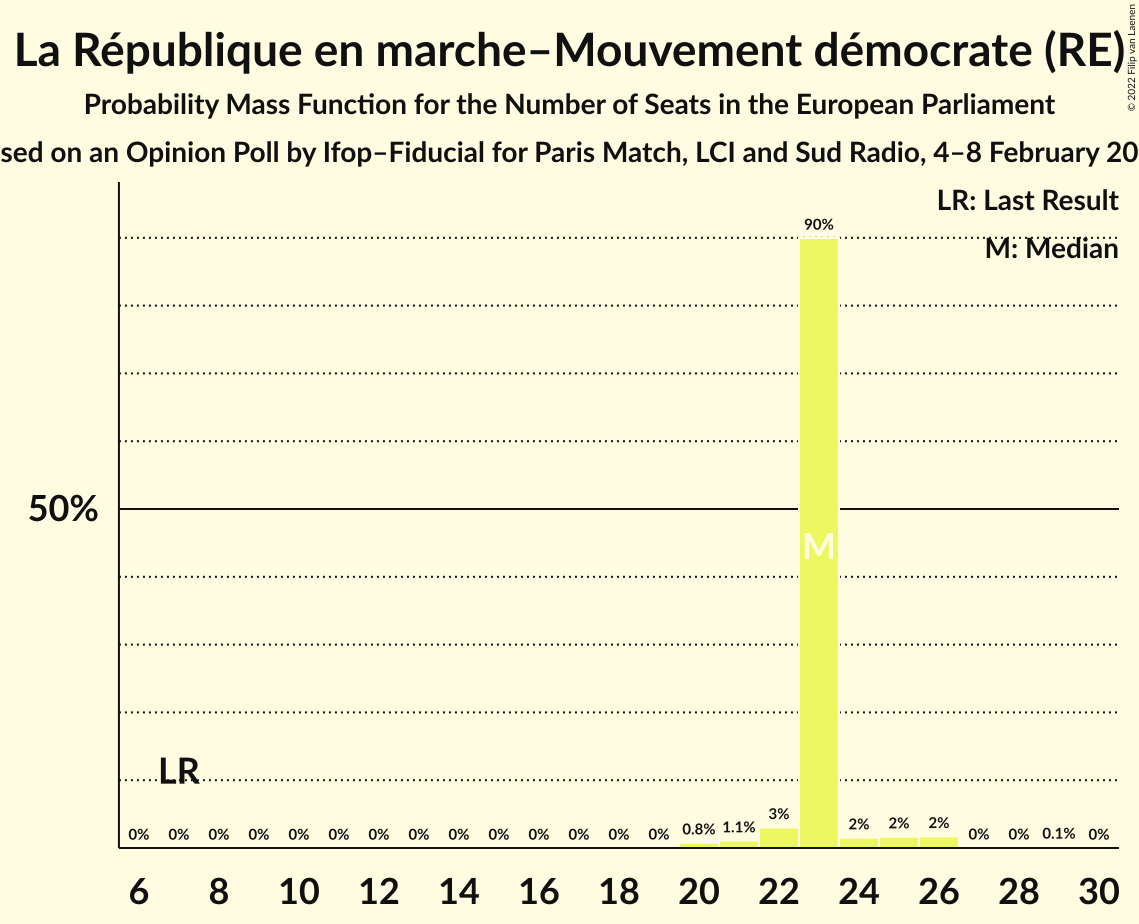 La République en marche–Mouvement démocrate (RE)
© 2022 Filip van Laenen
Probability Mass Function for the Number of Seats in the European Parliament
sed on an Opinion Poll by Ifop–Fiducial for Paris Match, LCI and Sud Radio, 4–8 February 20
LR: Last Result
M: Median
90%
50%
M
LR
0% 0% 0% 0% 0% 0% 0% 0% 0% 0% 0% 0% 0% 0% 0.8% 1.1% 3% 2% 2% 2% 0% 0% 0.1% 0%
6 8 10 12 14 16 18 20 22 24 26 28 30